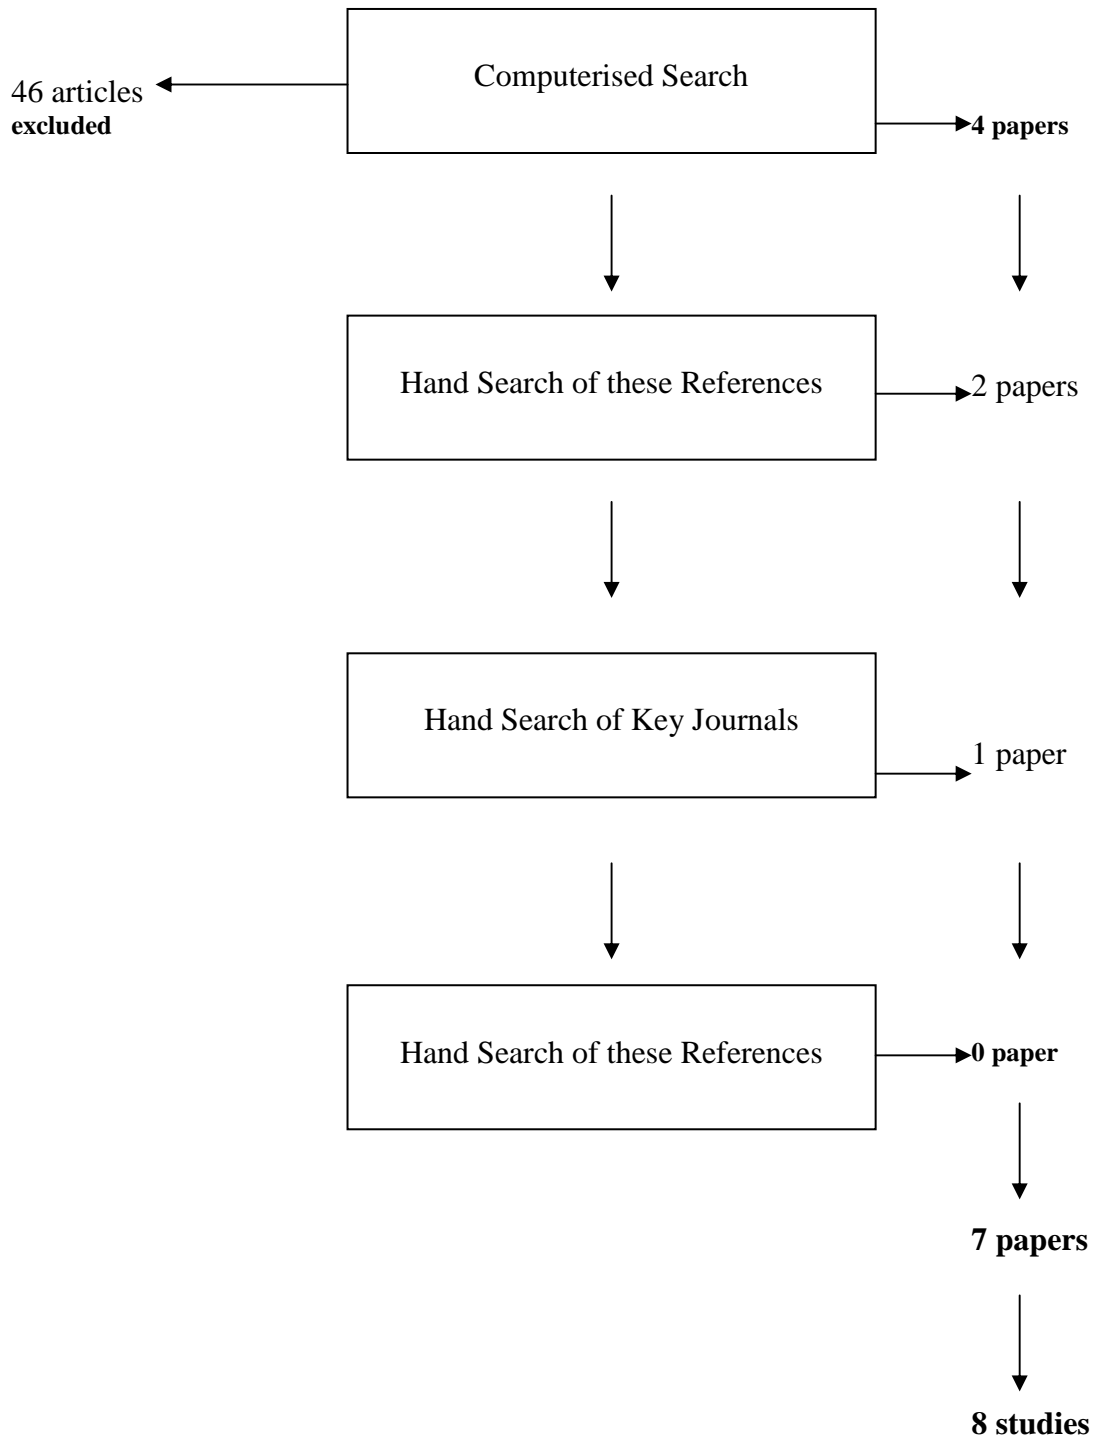 Computerised Search
46 articles
excluded
4 papers
Hand Search of these References
2 papers
Hand Search of Key Journals
1 paper
Hand Search of these References
0 paper
7 papers
8 studies